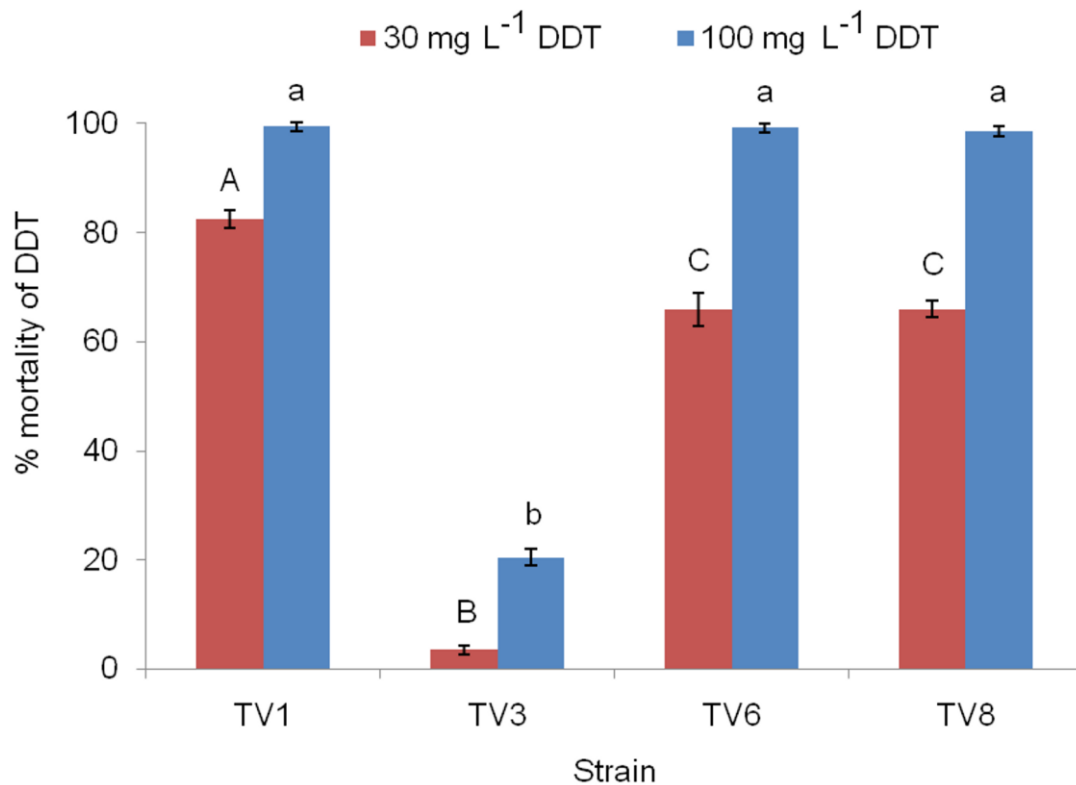 30 mg L⁻¹ DDT 100 mg L⁻¹ DDT
% mortality of DDT
100
80
60
40
20
0
A a
B b
C a
C a
TV1 TV3 TV6 TV8
Strain